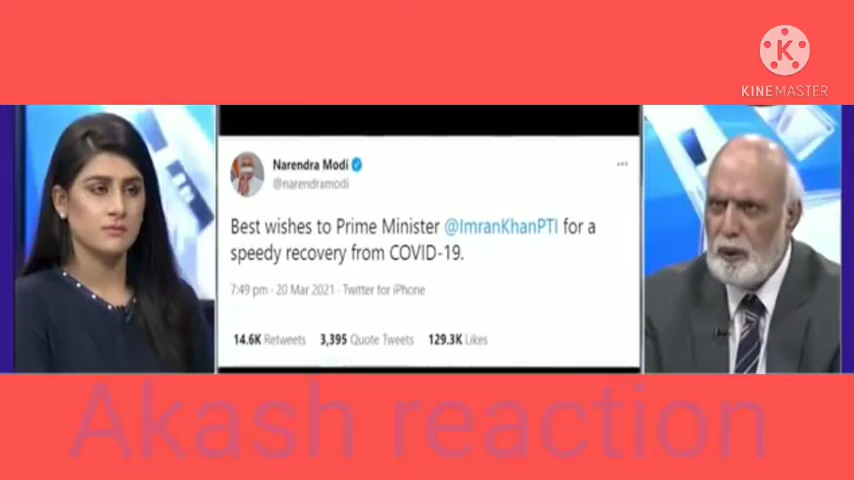 KINEMASTER
Narendra Modi
@narendramodi
Best wishes to Prime Minister @ImranKhanPTI for a
speedy recovery from COVID-19.
7:49 pm · 20 Mar 2021 · Twitter for iPhone
14.6K Retweets 3,395 Quote Tweets 129.3K Likes
Akash reaction